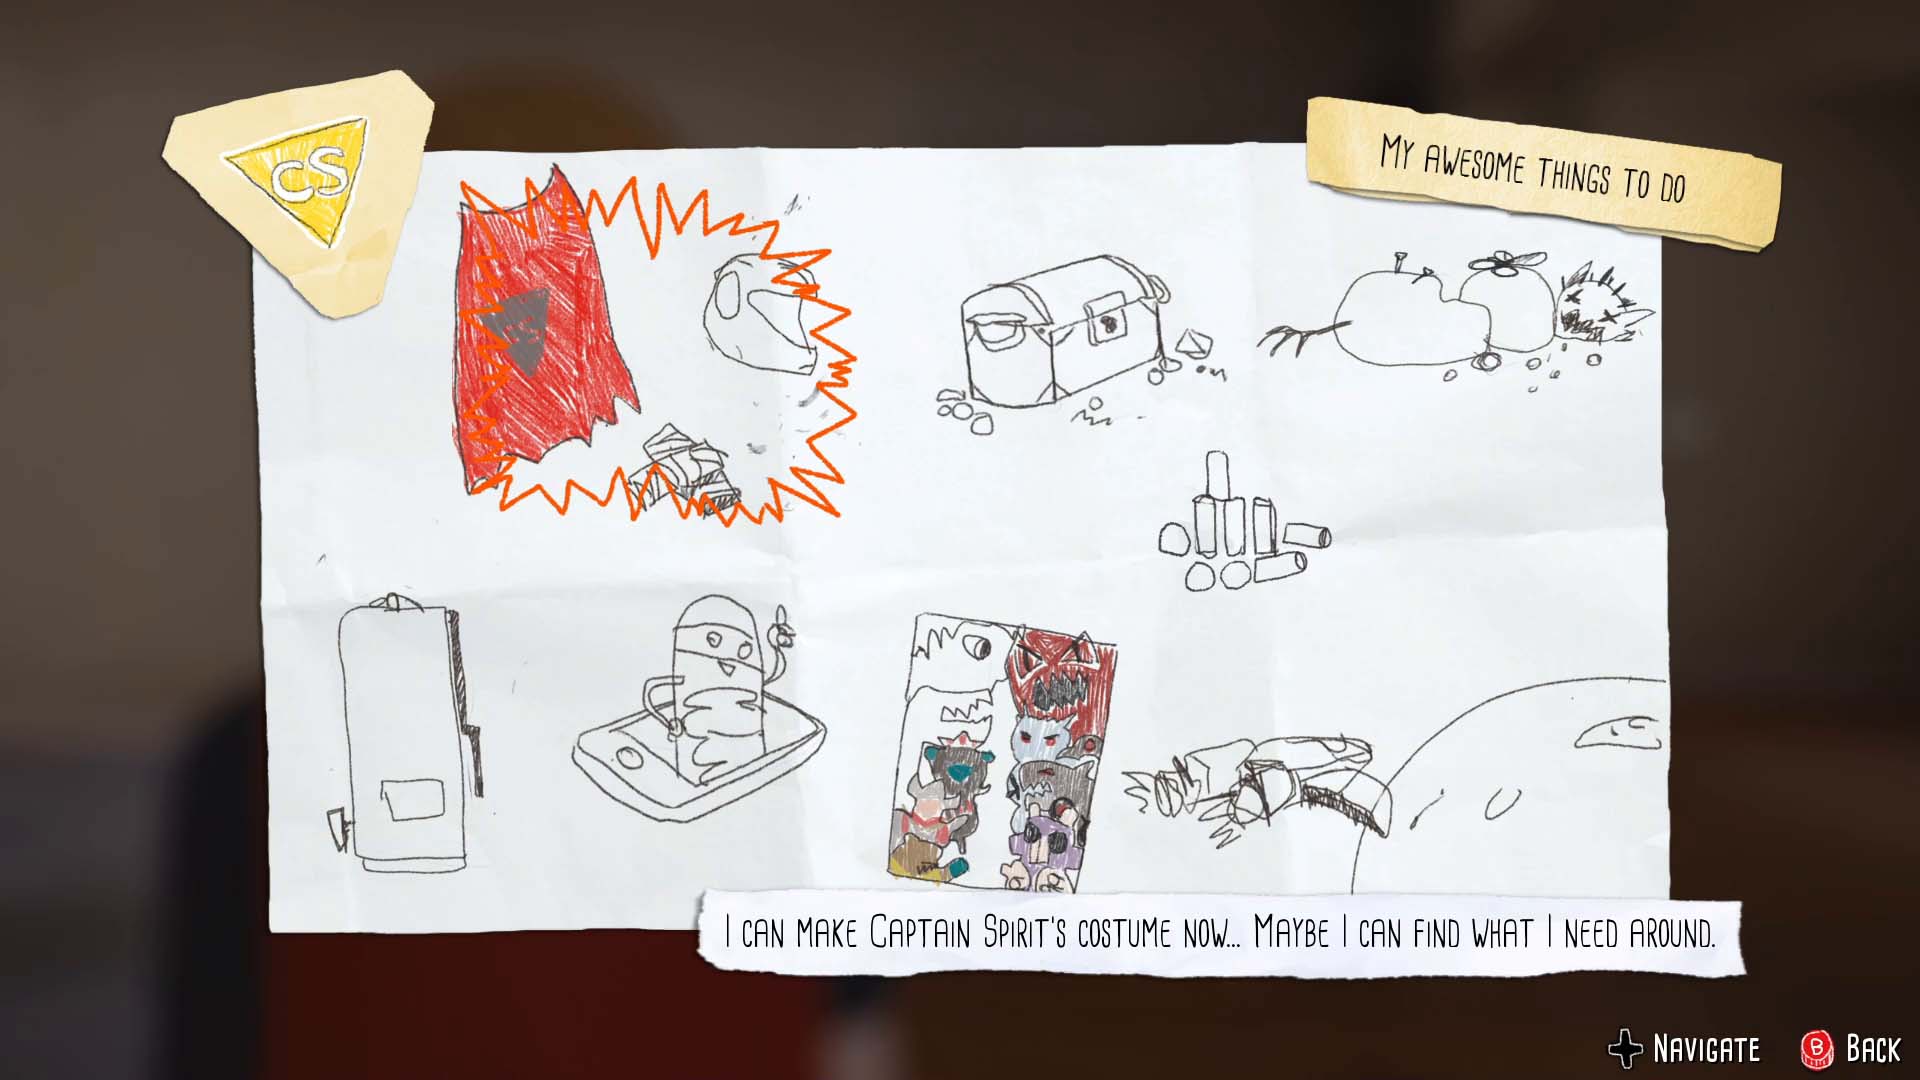 CS
My awesome things to do
CS
I can make Captain Spirit's costume now... Maybe I can find what I need around.
Navigate
B
Back